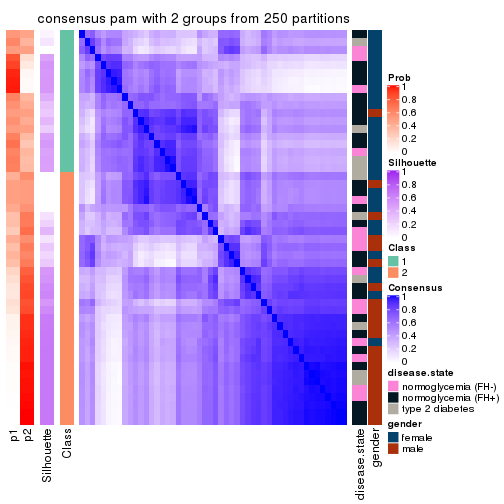 consensus pam with 2 groups from 250 partitions
Prob
1
0.8
0.6
0.4
0.2
0
Silhouette
1
0.8
0.6
0.4
0.2
0
Class
1
2
Consensus
1
0.8
0.6
0.4
0.2
0
disease.state
normoglycemia (FH-)
normoglycemia (FH+)
type 2 diabetes
gender
female
male
p1
p2
Silhouette
Class
disease.state
gender